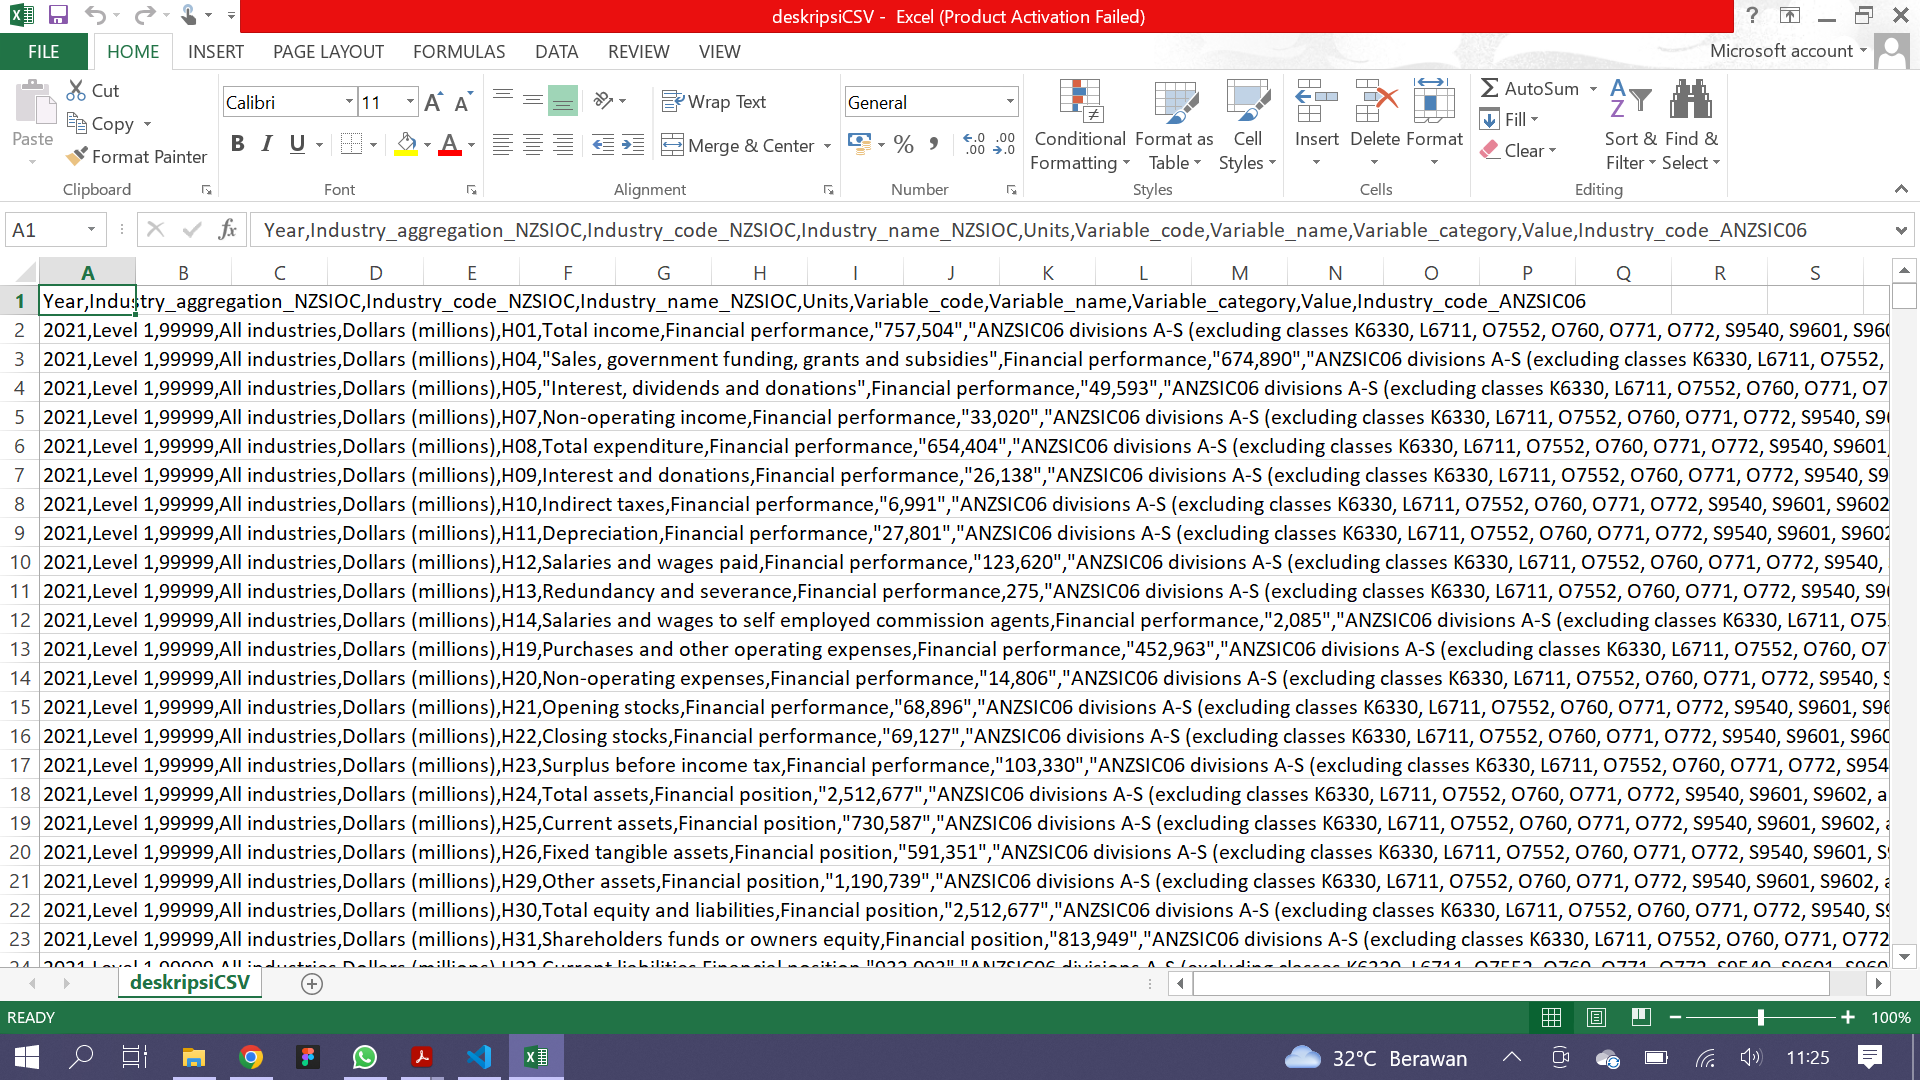 deskripsiCSV - Excel (Product Activation Failed)
FILE HOME INSERT PAGE LAYOUT FORMULAS DATA REVIEW VIEW Microsoft account
Paste
Cut
Copy
Format Painter
Clipboard
Calibri 11
Font
Wrap Text
Merge & Center
Alignment
General
Number
Conditional Formatting
Format as Table
Cell Styles
Styles
Insert Delete Format
Cells
AutoSum
Fill
Clear
Sort & Filter
Find & Select
Editing
A1 fx Year,Industry_aggregation_NZSIOC,Industry_code_NZSIOC,Industry_name_NZSIOC,Units,Variable_code,Variable_name,Variable_category,Value,Industry_code_ANZSIC06
A B C D E F G H I J K L M N O P Q R S
1 Year,Industry_aggregation_NZSIOC,Industry_code_NZSIOC,Industry_name_NZSIOC,Units,Variable_code,Variable_name,Variable_category,Value,Industry_code_ANZSIC06
2 2021,Level 1,99999,All industries,Dollars (millions),H01,Total income,Financial performance,"757,504","ANZSIC06 divisions A-S (excluding classes K6330, L6711, O7552, O760, O771, O772, S9540, S9601, S960
3 2021,Level 1,99999,All industries,Dollars (millions),H04,"Sales, government funding, grants and subsidies",Financial performance,"674,890","ANZSIC06 divisions A-S (excluding classes K6330, L6711, O7552,
4 2021,Level 1,99999,All industries,Dollars (millions),H05,"Interest, dividends and donations",Financial performance,"49,593","ANZSIC06 divisions A-S (excluding classes K6330, L6711, O7552, O760, O771, O7
5 2021,Level 1,99999,All industries,Dollars (millions),H07,Non-operating income,Financial performance,"33,020","ANZSIC06 divisions A-S (excluding classes K6330, L6711, O7552, O760, O771, O772, S9540, S9
6 2021,Level 1,99999,All industries,Dollars (millions),H08,Total expenditure,Financial performance,"654,404","ANZSIC06 divisions A-S (excluding classes K6330, L6711, O7552, O760, O771, O772, S9540, S9601,
7 2021,Level 1,99999,All industries,Dollars (millions),H09,Interest and donations,Financial performance,"26,138","ANZSIC06 divisions A-S (excluding classes K6330, L6711, O7552, O760, O771, O772, S9540, S9
8 2021,Level 1,99999,All industries,Dollars (millions),H10,Indirect taxes,Financial performance,"6,991","ANZSIC06 divisions A-S (excluding classes K6330, L6711, O7552, O760, O771, O772, S9540, S9601, S9602
9 2021,Level 1,99999,All industries,Dollars (millions),H11,Depreciation,Financial performance,"27,801","ANZSIC06 divisions A-S (excluding classes K6330, L6711, O7552, O760, O771, O772, S9540, S9601, S9602
10 2021,Level 1,99999,All industries,Dollars (millions),H12,Salaries and wages paid,Financial performance,"123,620","ANZSIC06 divisions A-S (excluding classes K6330, L6711, O7552, O760, O771, O772, S9540,
11 2021,Level 1,99999,All industries,Dollars (millions),H13,Redundancy and severance,Financial performance,275,"ANZSIC06 divisions A-S (excluding classes K6330, L6711, O7552, O760, O771, O772, S9540, S96
12 2021,Level 1,99999,All industries,Dollars (millions),H14,Salaries and wages to self employed commission agents,Financial performance,"2,085","ANZSIC06 divisions A-S (excluding classes K6330, L6711, O75
13 2021,Level 1,99999,All industries,Dollars (millions),H19,Purchases and other operating expenses,Financial performance,"452,963","ANZSIC06 divisions A-S (excluding classes K6330, L6711, O7552, O760, O7
14 2021,Level 1,99999,All industries,Dollars (millions),H20,Non-operating expenses,Financial performance,"14,806","ANZSIC06 divisions A-S (excluding classes K6330, L6711, O7552, O760, O771, O772, S9540, S
15 2021,Level 1,99999,All industries,Dollars (millions),H21,Opening stocks,Financial performance,"68,896","ANZSIC06 divisions A-S (excluding classes K6330, L6711, O7552, O760, O771, O772, S9540, S9601, S96
16 2021,Level 1,99999,All industries,Dollars (millions),H22,Closing stocks,Financial performance,"69,127","ANZSIC06 divisions A-S (excluding classes K6330, L6711, O7552, O760, O771, O772, S9540, S9601, S960
17 2021,Level 1,99999,All industries,Dollars (millions),H23,Surplus before income tax,Financial performance,"103,330","ANZSIC06 divisions A-S (excluding classes K6330, L6711, O7552, O760, O771, O772, S954
18 2021,Level 1,99999,All industries,Dollars (millions),H24,Total assets,Financial position,"2,512,677","ANZSIC06 divisions A-S (excluding classes K6330, L6711, O7552, O760, O771, O772, S9540, S9601, S9602, a
19 2021,Level 1,99999,All industries,Dollars (millions),H25,Current assets,Financial position,"730,587","ANZSIC06 divisions A-S (excluding classes K6330, L6711, O7552, O760, O771, O772, S9540, S9601, S9602, a
20 2021,Level 1,99999,All industries,Dollars (millions),H26,Fixed tangible assets,Financial position,"591,351","ANZSIC06 divisions A-S (excluding classes K6330, L6711, O7552, O760, O771, O772, S9540, S9601, S
21 2021,Level 1,99999,All industries,Dollars (millions),H29,Other assets,Financial position,"1,190,739","ANZSIC06 divisions A-S (excluding classes K6330, L6711, O7552, O760, O771, O772, S9540, S9601, S9602, a
22 2021,Level 1,99999,All industries,Dollars (millions),H30,Total equity and liabilities,Financial position,"2,512,677","ANZSIC06 divisions A-S (excluding classes K6330, L6711, O7552, O760, O771, O772, S9540, S9
23 2021,Level 1,99999,All industries,Dollars (millions),H31,Shareholders funds or owners equity,Financial position,"813,949","ANZSIC06 divisions A-S (excluding classes K6330, L6711, O7552, O760, O771, O772
deskripsiCSV
READY 100%
32°C Berawan 11:25